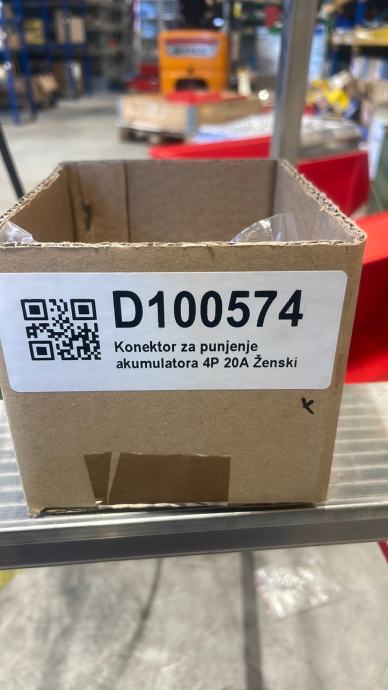 D100574
Konektor za punjenje
akumulatora 4P 20A Ženski